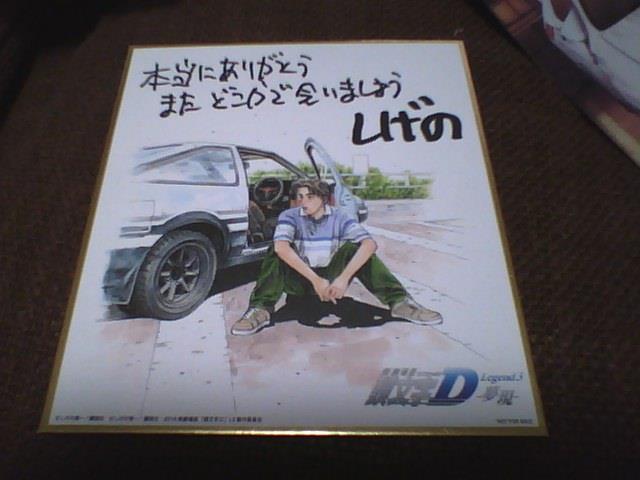 本当にありがとう
また どこかで 会いましょう
しげの
頭文字D
Legend3
-夢現-